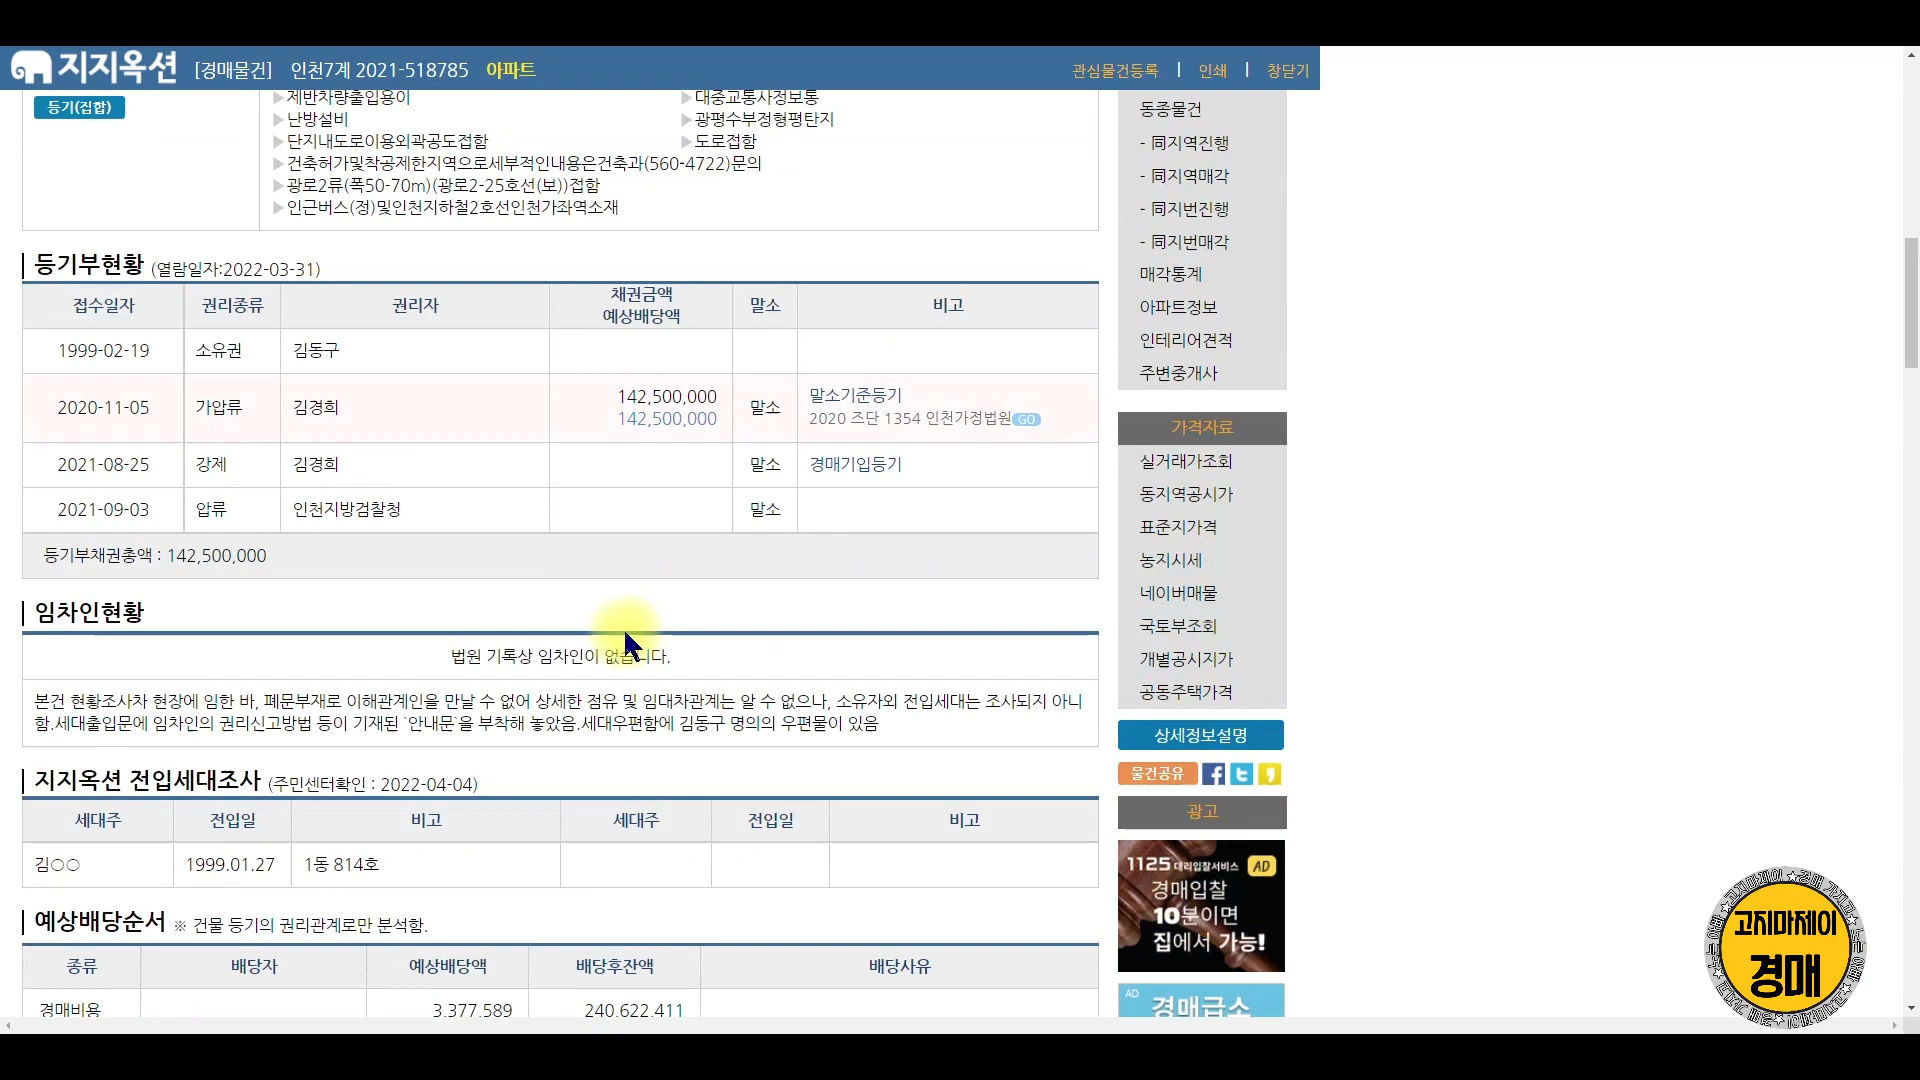 지지옥션 [경매물건] 인천7계 2021-518785 아파트 관심물건등록 | 인쇄 | 창닫기
등기(집합)
▶제반차량출입용이 ▶대중교통사정보통
▶난방설비 ▶광평수부정형평탄지
▶단지내도로이용외곽공도접함 ▶도로접함
▶건축허가및착공제한지역으로세부적인내용은건축과(560-4722)문의
▶광로2류(폭50-70m)(광로2-25호선(보))접함
▶인근버스(정)및인천지하철2호선인천가좌역소재
등기부현황 (열람일자:2022-03-31)
접수일자 권리종류 권리자 채권금액 예상배당액 말소 비고
1999-02-19 소유권 김동구
2020-11-05 가압류 김경희 142,500,000 142,500,000 말소 말소기준등기
2020 즈단 1354 인천가정법원 GO
2021-08-25 강제 김경희 말소 경매기입등기
2021-09-03 압류 인천지방검찰청 말소
등기부채권총액 : 142,500,000
임차인현황
법원 기록상 임차인이 없습니다.
본건 현황조사차 현장에 임한 바, 폐문부재로 이해관계인을 만날 수 없어 상세한 점유 및 임대차관계는 알 수 없으나, 소유자외 전입세대는 조사되지 아니
함.세대출입문에 임차인의 권리신고방법 등이 기재된 `안내문`을 부착해 놓았음.세대우편함에 김동구 명의의 우편물이 있음
지지옥션 전입세대조사 (주민센터확인 : 2022-04-04)
세대주 전입일 비고 세대주 전입일 비고
김○○ 1999.01.27 1동 814호
예상배당순서 ※ 건물 등기의 권리관계로만 분석함.
종류 배당자 예상배당액 배당후잔액 배당사유
경매비용 3,377,589 240,622,411
동종물건
- 同지역진행
- 同지역매각
- 同지번진행
- 同지번매각
매각통계
아파트정보
인테리어견적
주변중개사
가격자료
실거래가조회
동지역공시가
표준지가격
농지시세
네이버매물
국토부조회
개별공시지가
공동주택가격
상세정보설명
물건공유
광고
1125 대리입찰서비스 AD
경매입찰
10분이면
집에서 가능!
AD 경매급소
고지마제이
경매